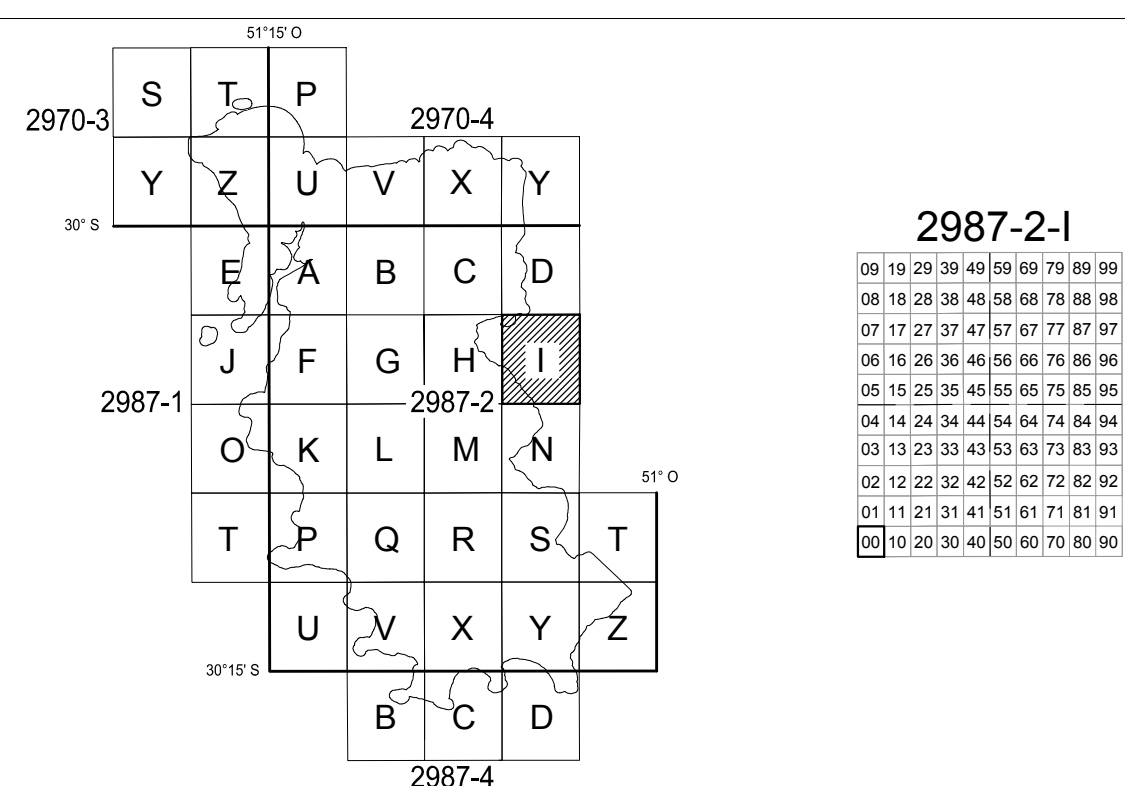 51°15' O
S T P
2970-3 2970-4
Y Z U V X Y
30° S
E A B C D
J F G H I
2987-1 2987-2
O K L M N
51° O
T P Q R S T
U V X Y Z
30°15' S
B C D
2987-4
2987-2-I
09 19 29 39 49 59 69 79 89 99
08 18 28 38 48 58 68 78 88 98
07 17 27 37 47 57 67 77 87 97
06 16 26 36 46 56 66 76 86 96
05 15 25 35 45 55 65 75 85 95
04 14 24 34 44 54 64 74 84 94
03 13 23 33 43 53 63 73 83 93
02 12 22 32 42 52 62 72 82 92
01 11 21 31 41 51 61 71 81 91
00 10 20 30 40 50 60 70 80 90